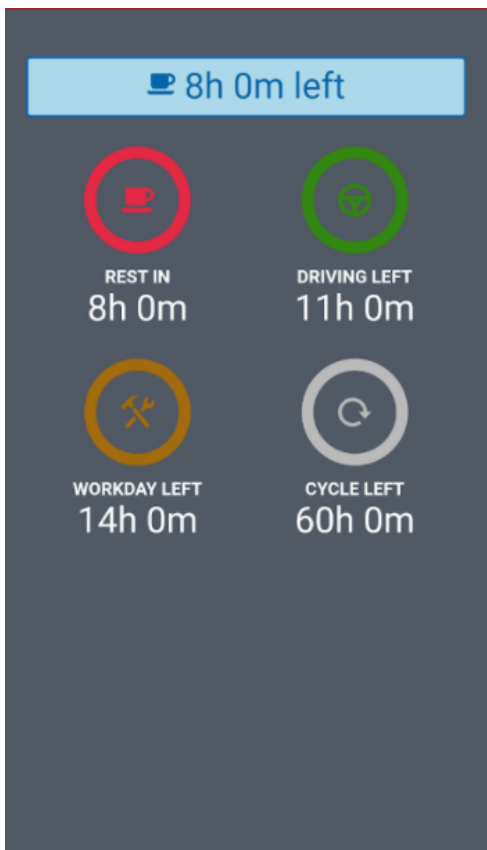 8h 0m left
REST IN
8h 0m
DRIVING LEFT
11h 0m
WORKDAY LEFT
14h 0m
CYCLE LEFT
60h 0m